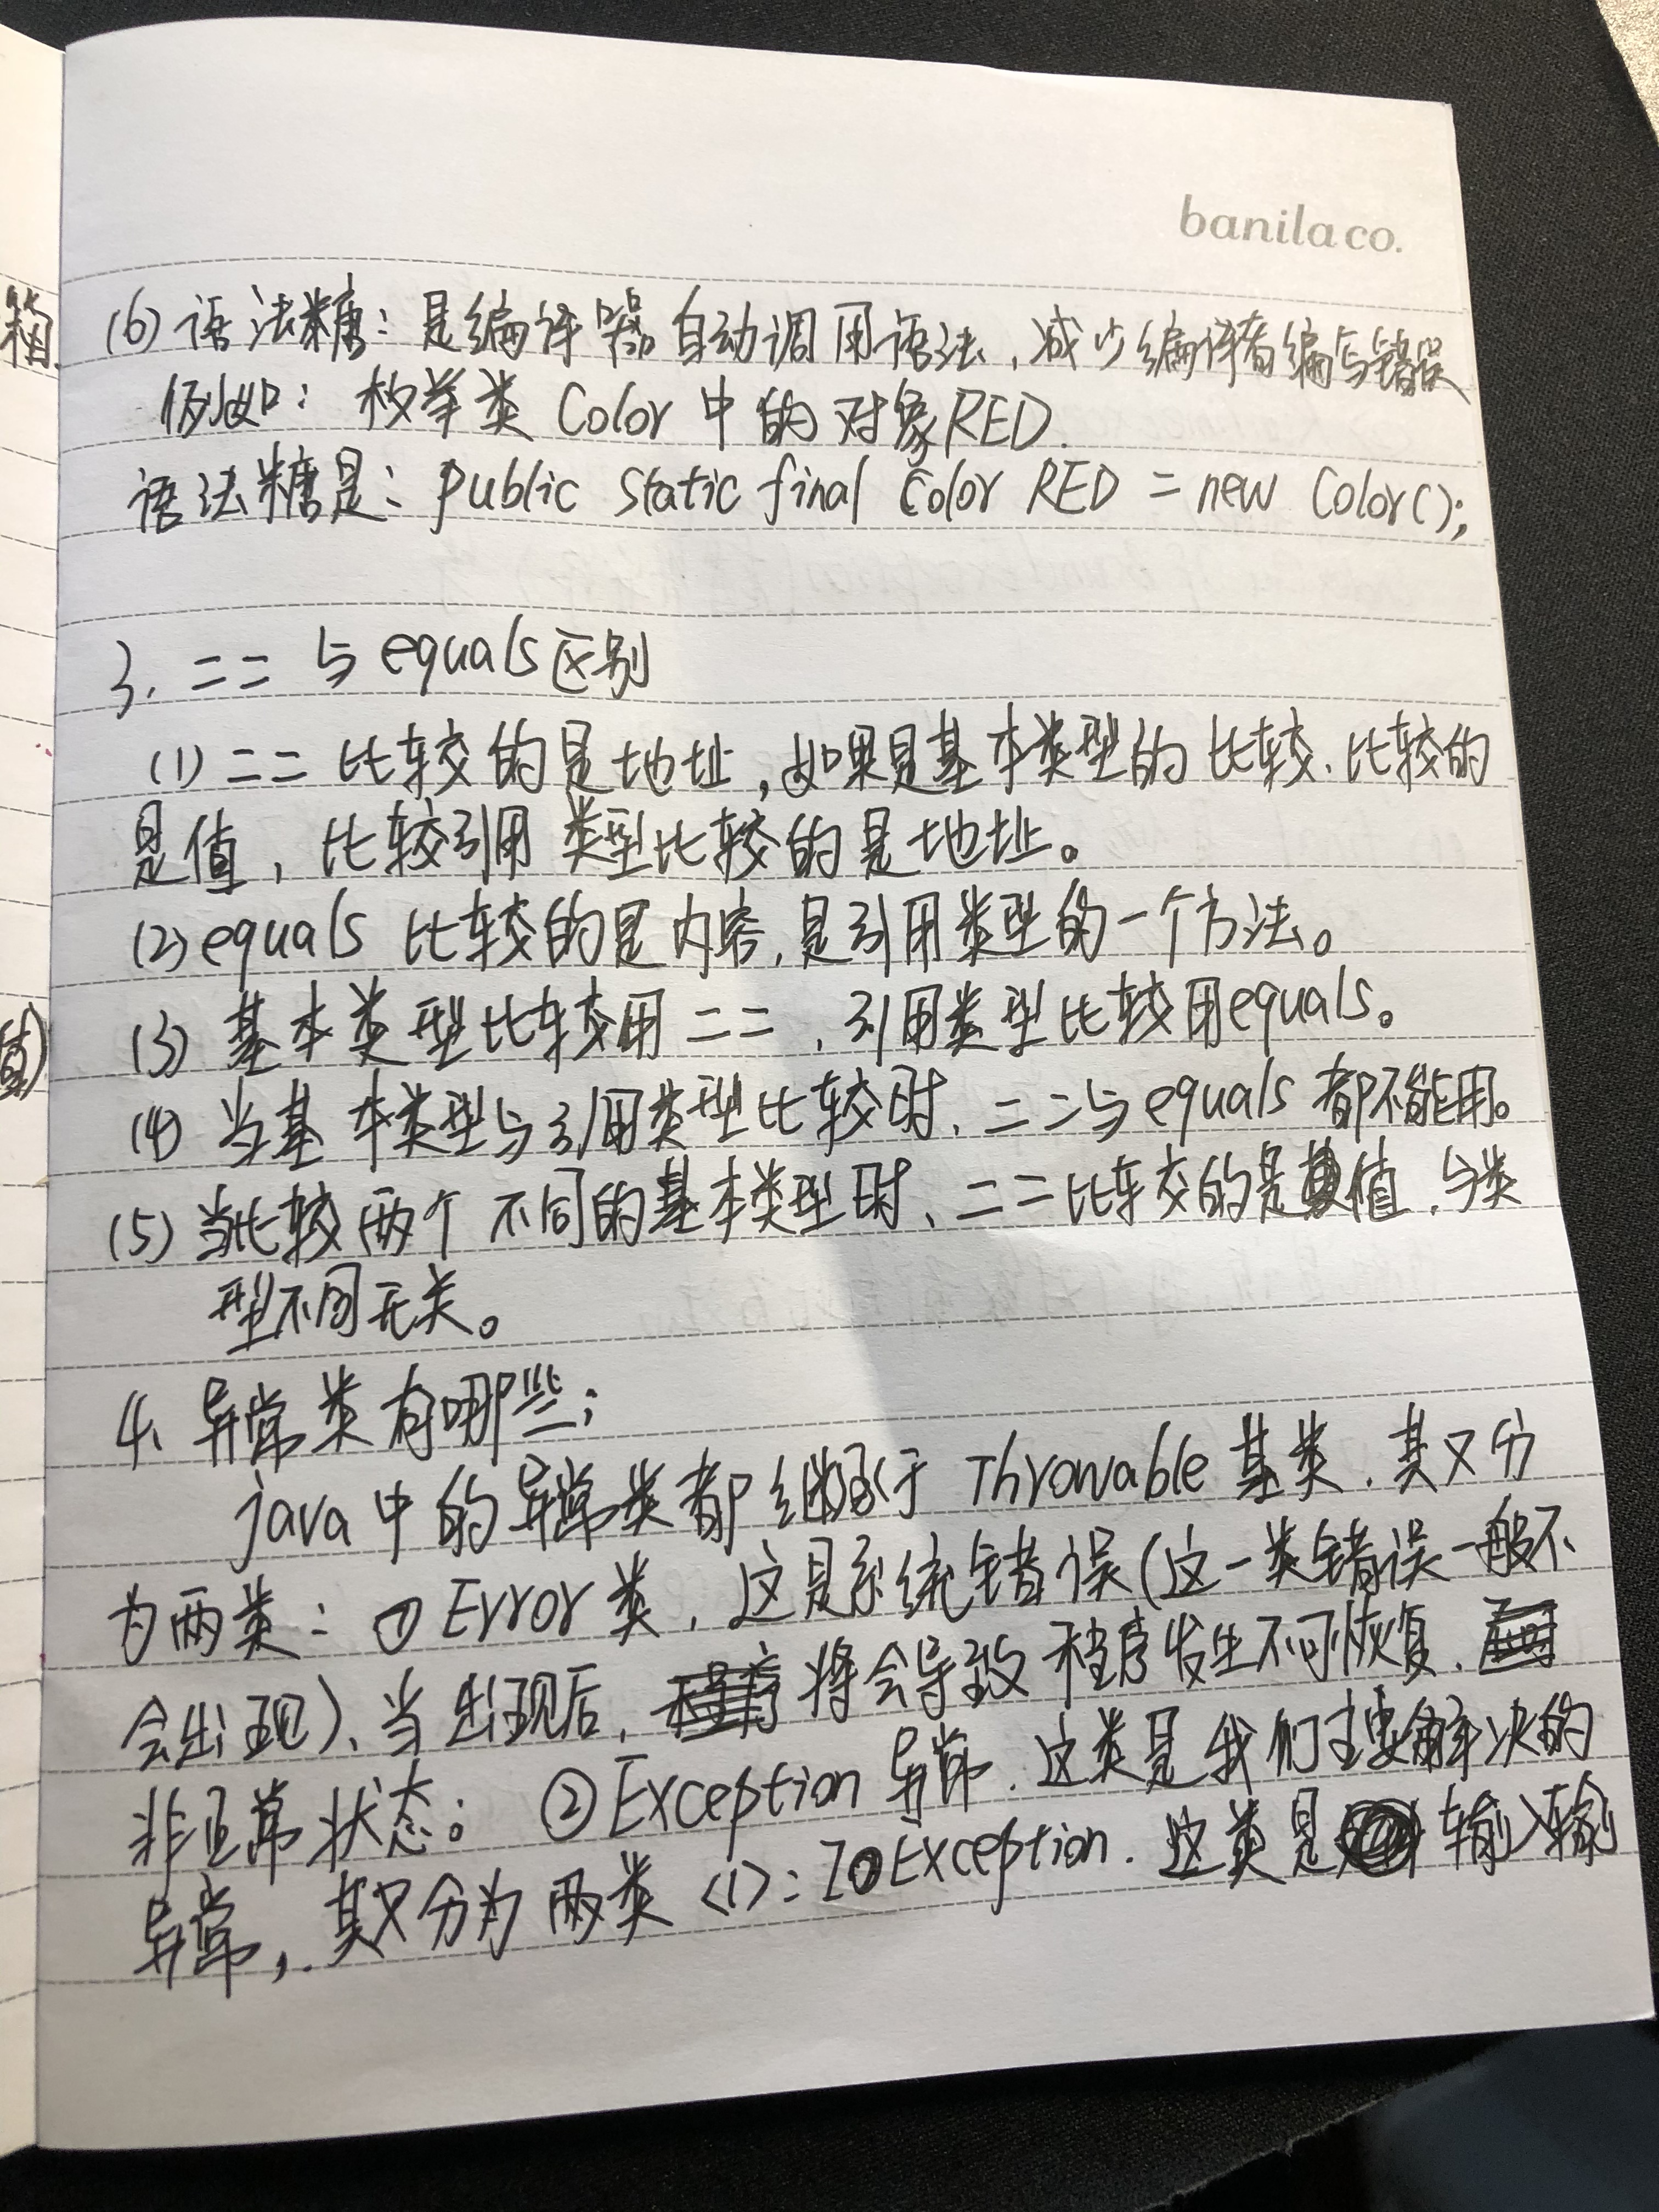 banila co.
(6) 语法糖：是编译器自动调用语法，减少编译者编写错误
例如：枚举类 Color 中的对象RED.
语法糖是：public static final Color RED = new Color();
3. == 与 equals区别
(1) == 比较的是地址，如果是基本类型的比较、比较的
是值，比较引用类型比较的是地址。
(2) equals 比较的是内容，是引用类型的一个方法。
(3) 基本类型比较用 ==，引用类型比较用equals。
(4) 当基本类型与引用类型比较时、==与equals都不能用。
(5) 当比较两个不同的基本类型时、==比较的是值，与类
型不同无关。
4、异常类有哪些；
java中的异常类都继承于 Throwable 基类，其又分
为两类：① Error类，这是系统错误(这一类错误一般不
会出现)、当出现后，将会导致程序发生不可恢复、
非正常状态。 ②Exception 异常，这类是我们主要解决的
异常，其又分为两类 <1>: IOException. 这类是输入输
箱
值)